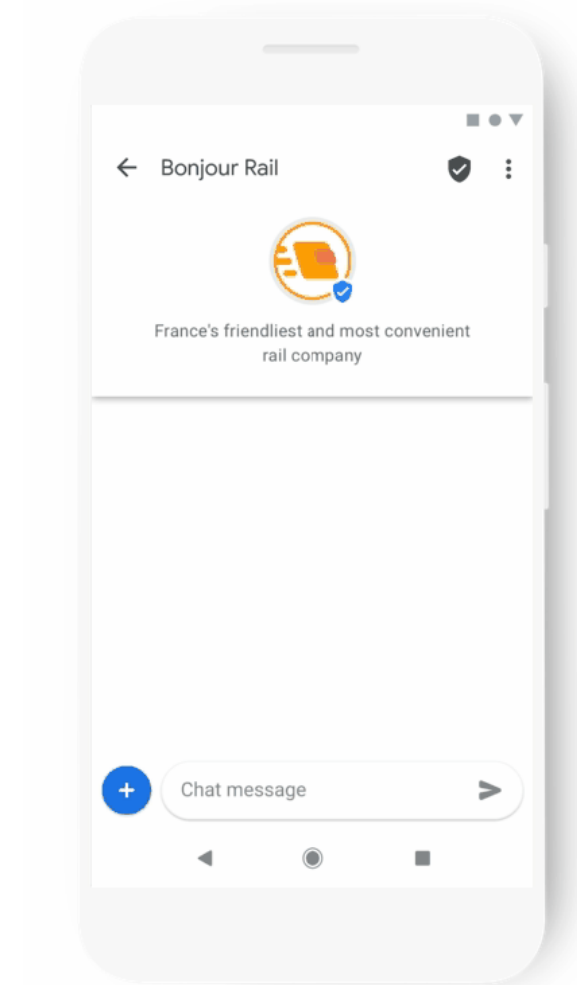 Bonjour Rail
France's friendliest and most convenient
rail company
Chat message